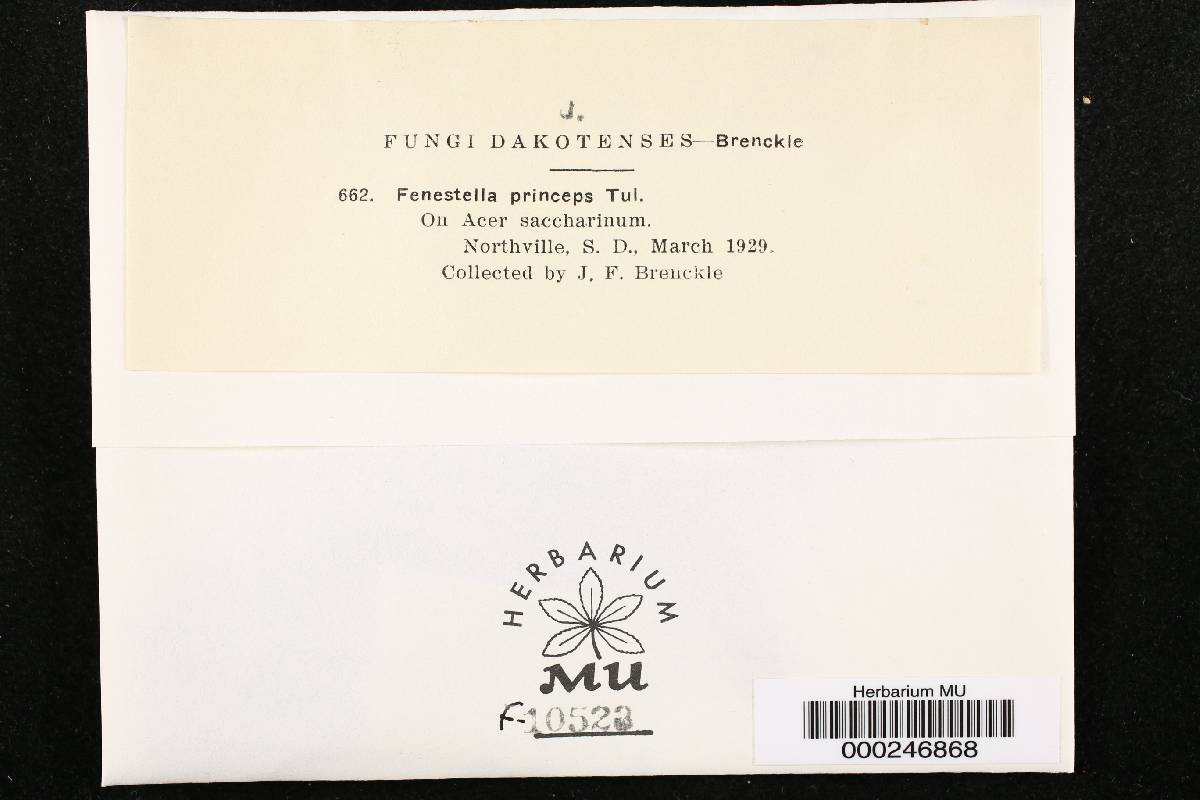 J.
FUNGI DAKOTENSES—Brenckle
662. Fenestella princeps Tul.
On Acer saccharinum.
Northville, S. D., March 1929.
Collected by J. F. Brenckle
HERBARIUM
MU
F-10523
Herbarium MU
000246868